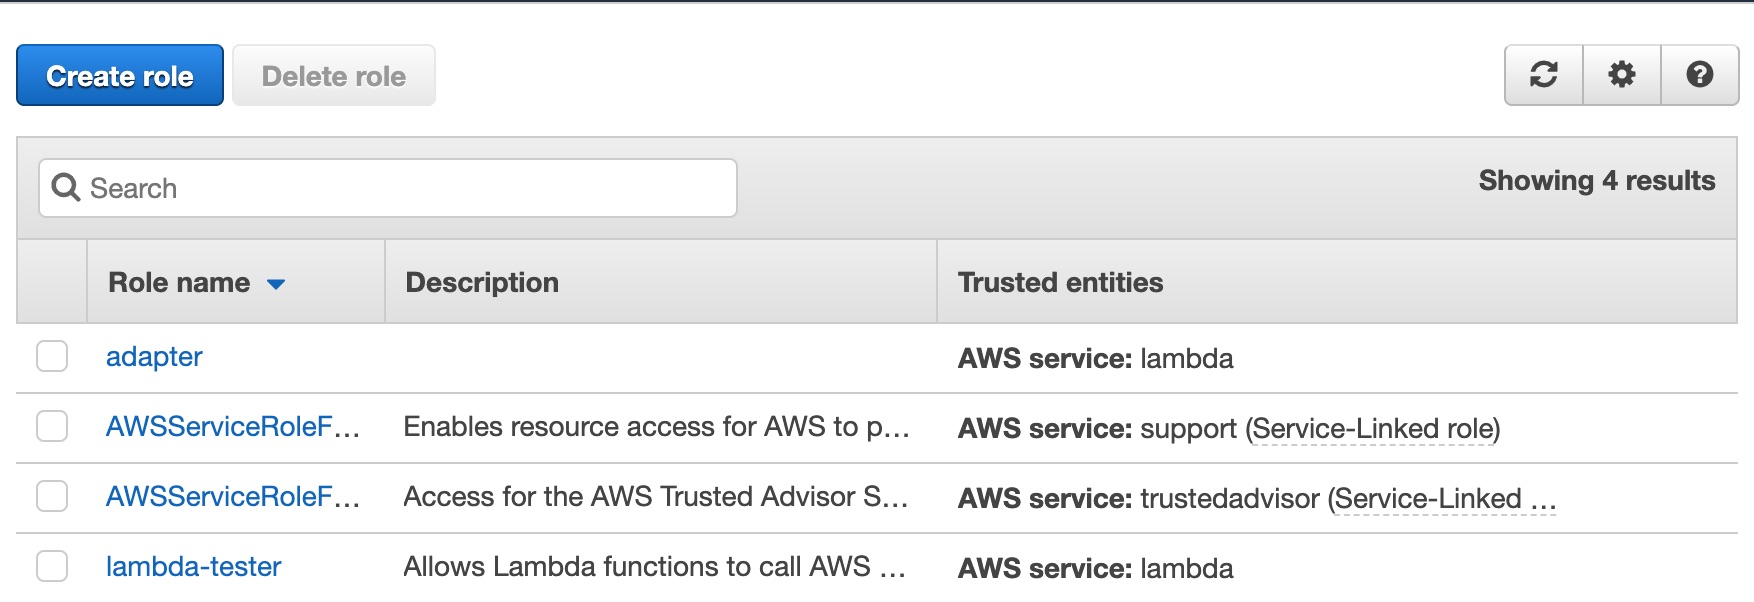 Create role Delete role
Search
Showing 4 results
Role name Description Trusted entities
adapter AWS service: lambda
AWSServiceRoleF... Enables resource access for AWS to p... AWS service: support (Service-Linked role)
AWSServiceRoleF... Access for the AWS Trusted Advisor S... AWS service: trustedadvisor (Service-Linked ...
lambda-tester Allows Lambda functions to call AWS ... AWS service: lambda